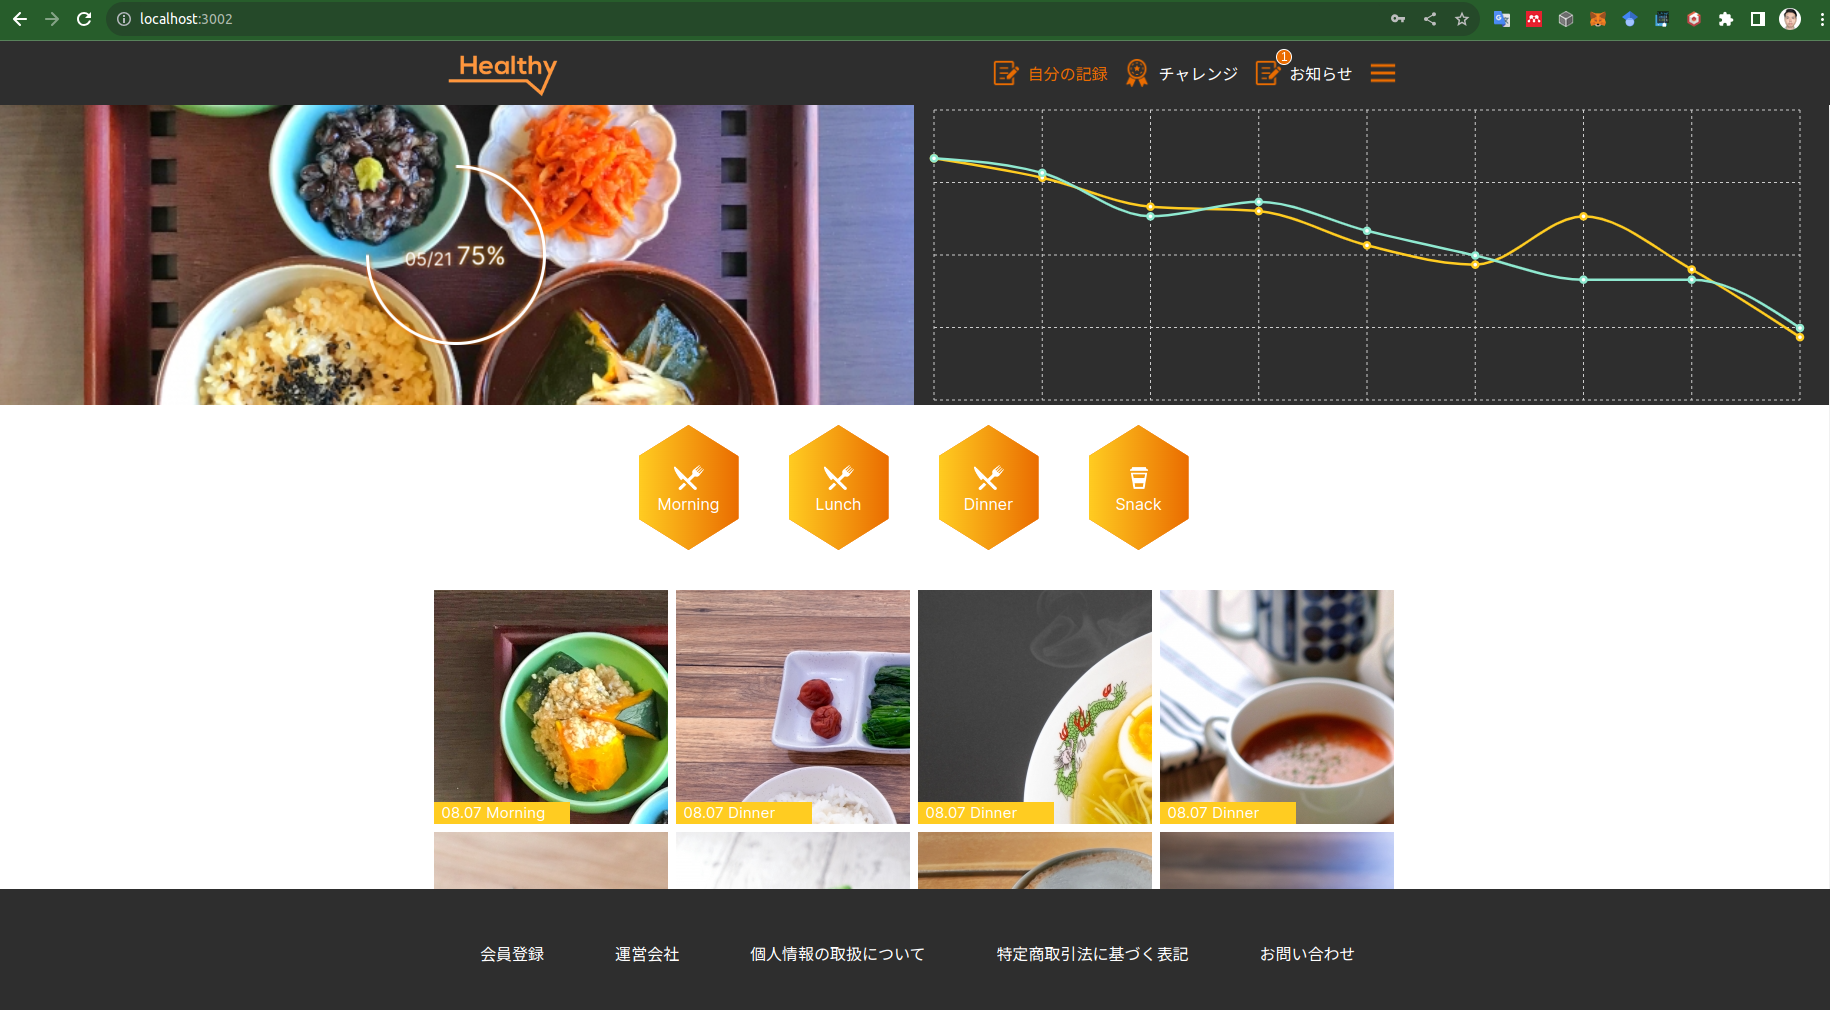 localhost:3002
Healthy
自分の記録
チャレンジ
1
お知らせ
05/21 75%
Morning
Lunch
Dinner
Snack
08.07 Morning
08.07 Dinner
08.07 Dinner
08.07 Dinner
会員登録
運営会社
個人情報の取扱について
特定商取引法に基づく表記
お問い合わせ